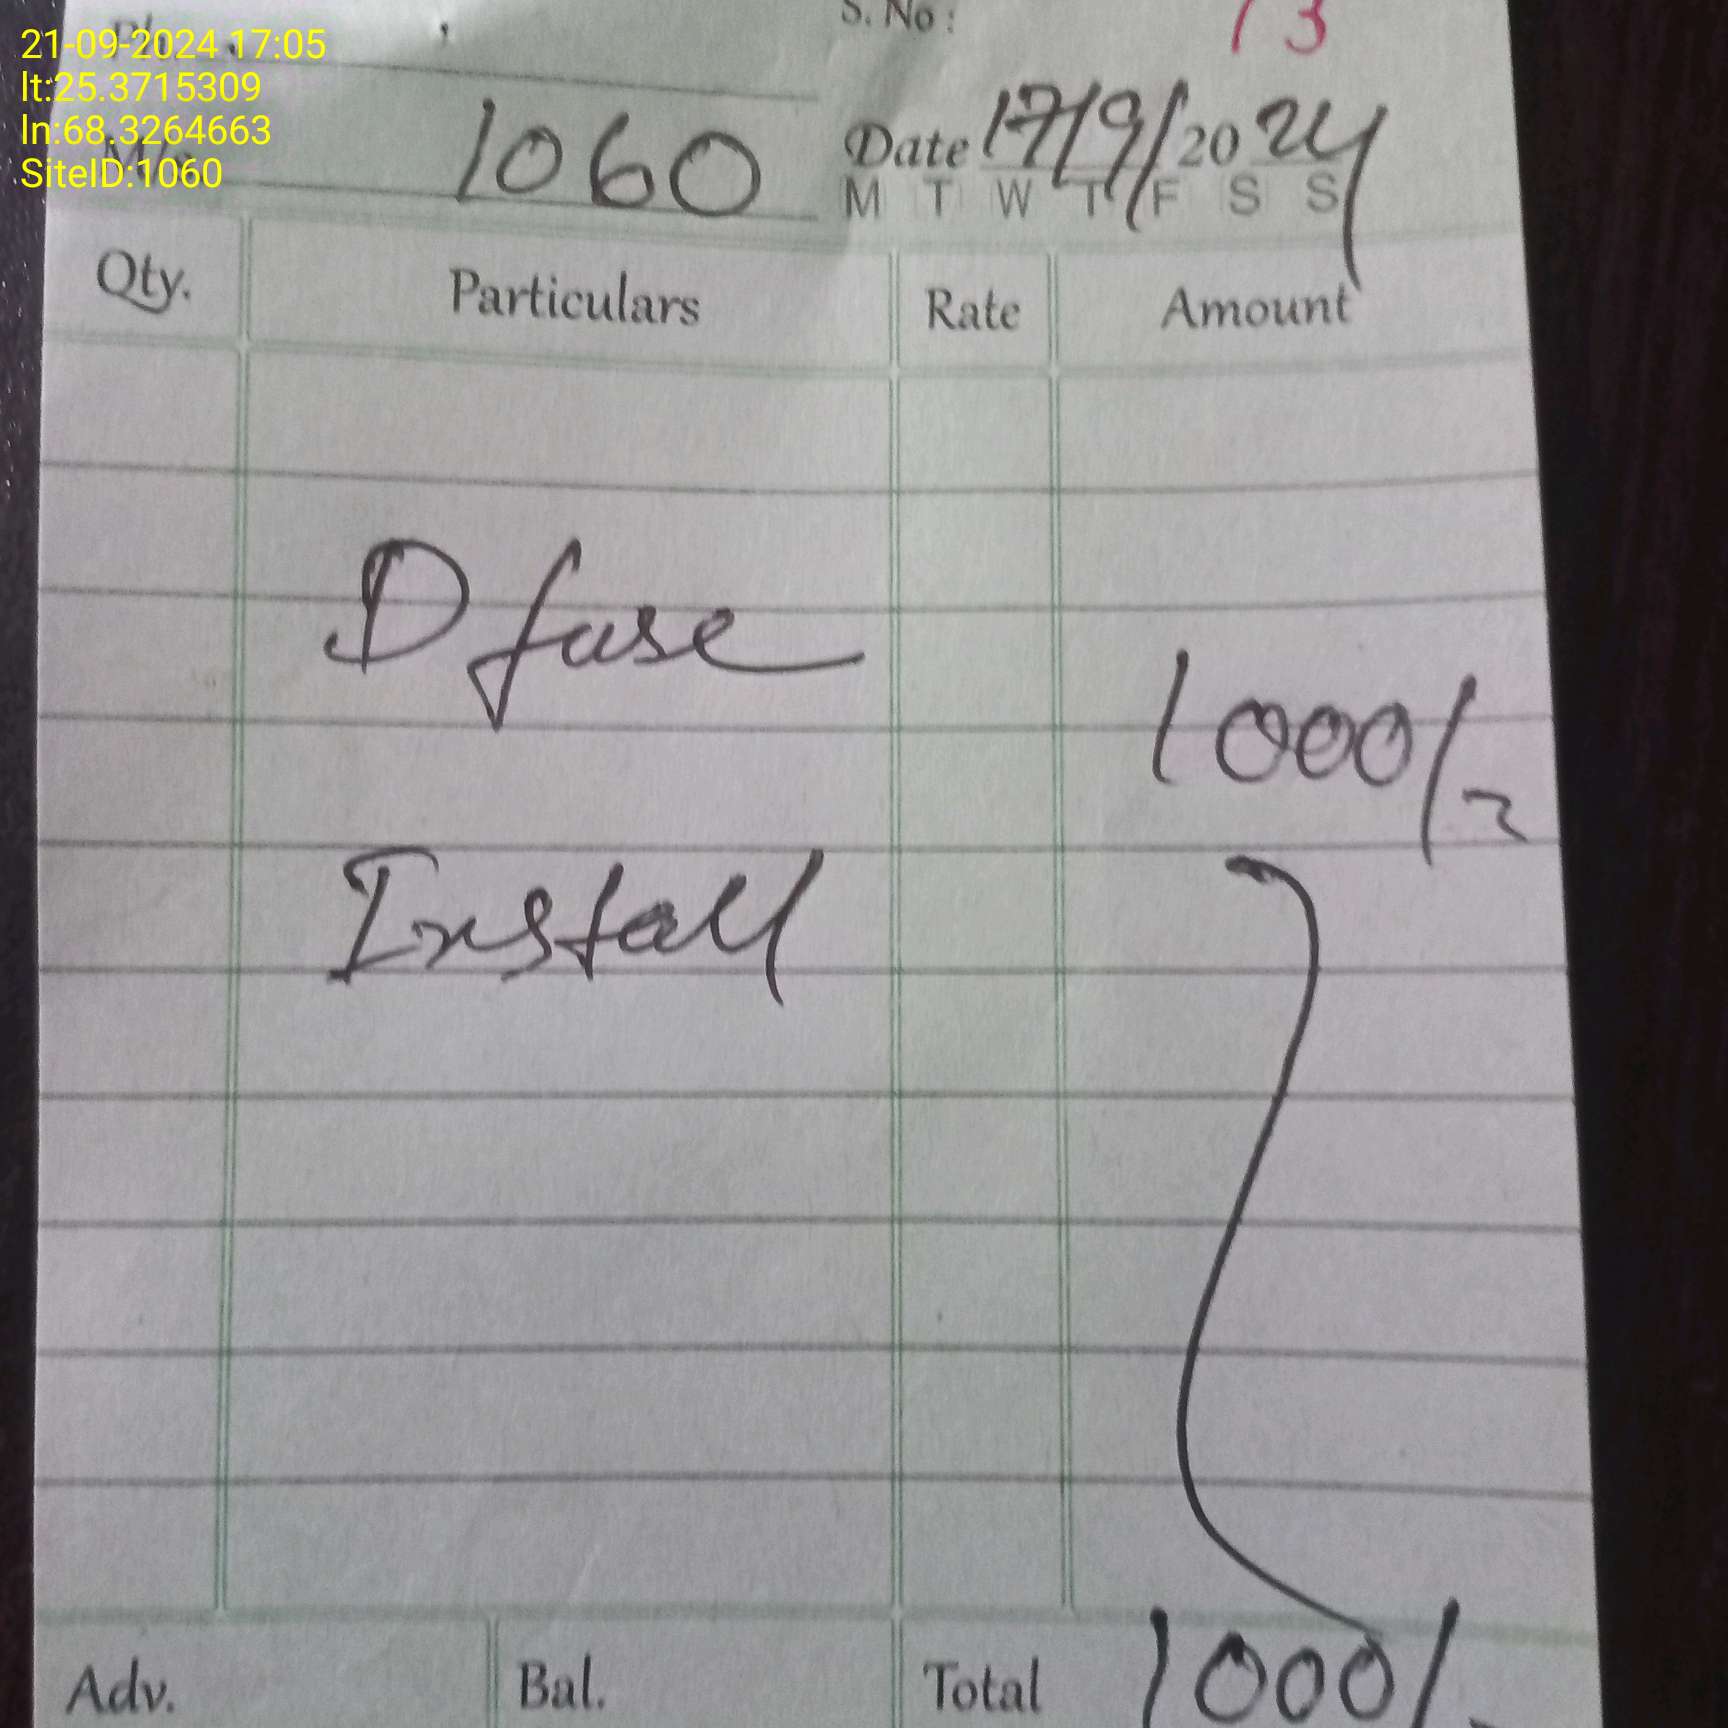 21-09-2024 17:05
lt:25.3715309
ln:68.3264663
SiteID:1060
S. No : 13
1060
Date 17/9/2024
M T W T F S S
Qty. Particulars Rate Amount
D fuse
1000/=
Install
Adv. Bal. Total 1000/